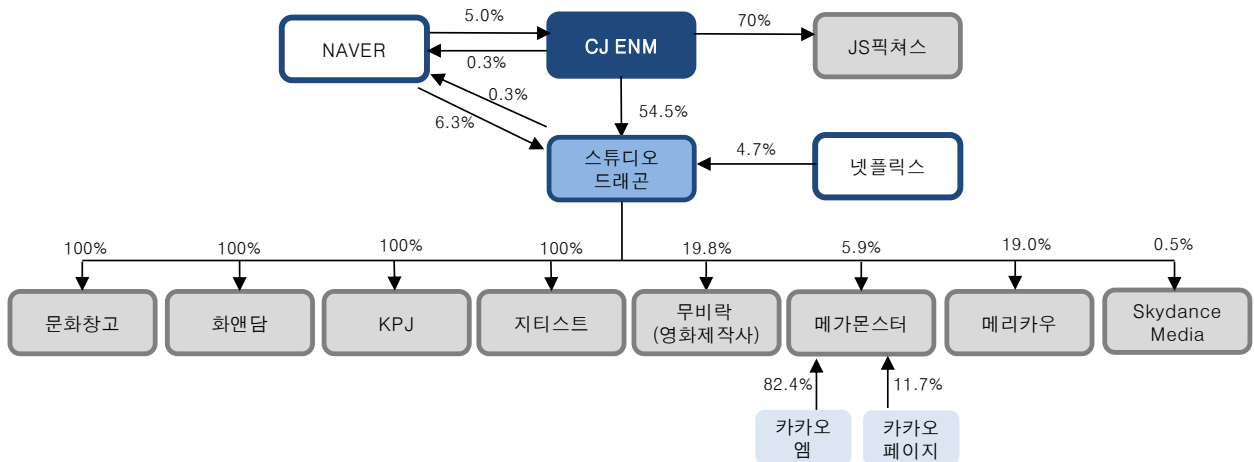 5.0%
70%
NAVER
CJ ENM
JS픽쳐스
0.3%
0.3%
54.5%
6.3%
스튜디오
드래곤
4.7%
넷플릭스
100%
100%
100%
100%
19.8%
5.9%
19.0%
0.5%
문화창고
화앤담
KPJ
지티스트
무비락
(영화제작사)
메가몬스터
메리카우
Skydance
Media
82.4%
11.7%
카카오
엠
카카오
페이지